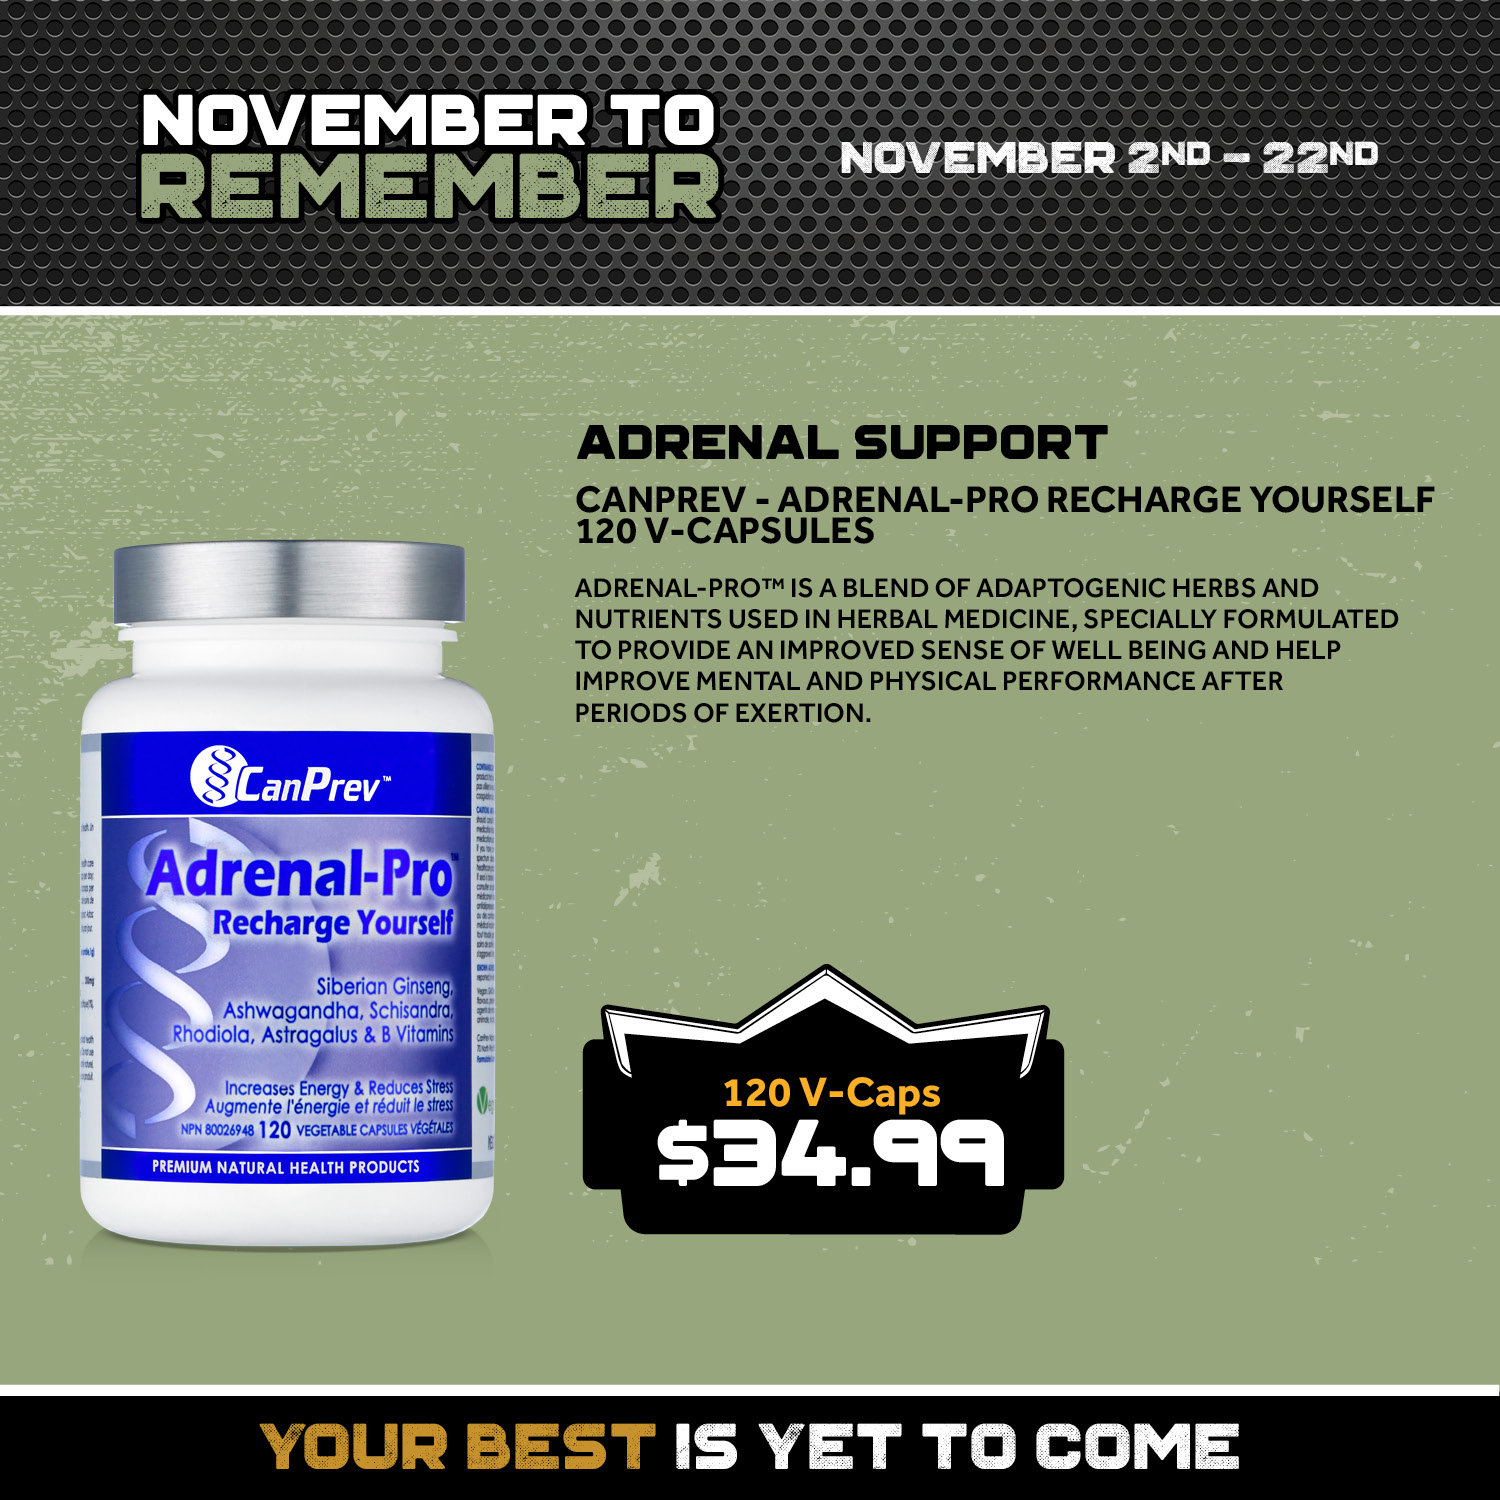 NOVEMBER TO
REMEMBER
NOVEMBER 2ND – 22ND
ADRENAL SUPPORT
CANPREV - ADRENAL-PRO RECHARGE YOURSELF
120 V-CAPSULES
ADRENAL-PRO™ IS A BLEND OF ADAPTOGENIC HERBS AND
NUTRIENTS USED IN HERBAL MEDICINE, SPECIALLY FORMULATED
TO PROVIDE AN IMPROVED SENSE OF WELL BEING AND HELP
IMPROVE MENTAL AND PHYSICAL PERFORMANCE AFTER
PERIODS OF EXERTION.
CanPrev™
Adrenal-Pro™
Recharge Yourself
Siberian Ginseng,
Ashwagandha, Schisandra,
Rhodiola, Astragalus & B Vitamins
Increases Energy & Reduces Stress
Augmente l'énergie et réduit le stress
NPN 80026948 120 VEGETABLE CAPSULES VÉGÉTALES
PREMIUM NATURAL HEALTH PRODUCTS
120 V-Caps
$34.99
YOUR BEST IS YET TO COME